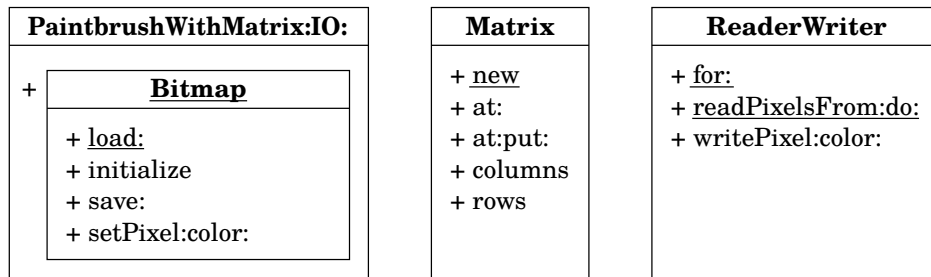 PaintbrushWithMatrix:IO:
+
Bitmap
+ load:
+ initialize
+ save:
+ setPixel:color:
Matrix
+ new
+ at:
+ at:put:
+ columns
+ rows
ReaderWriter
+ for:
+ readPixelsFrom:do:
+ writePixel:color: